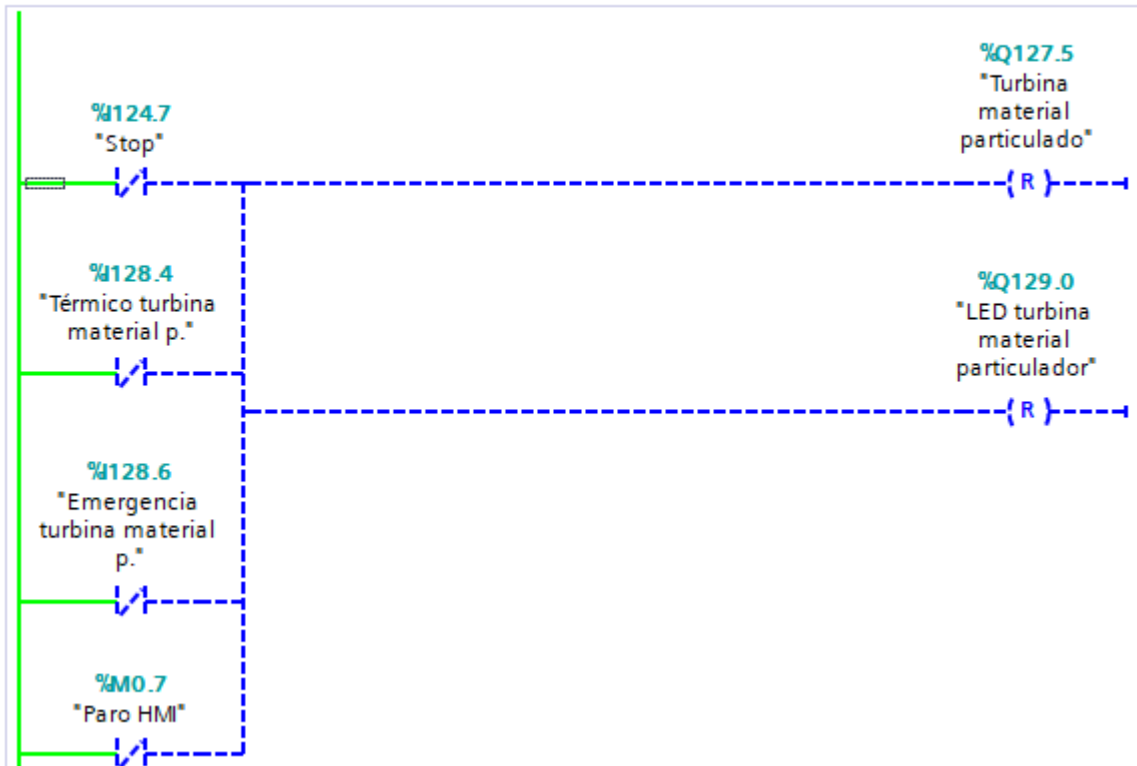 %Q127.5
"Turbina
material
particulado"
%I124.7
"Stop"
( R )
%I128.4
"Térmico turbina
material p."
%Q129.0
"LED turbina
material
particulador"
( R )
%I128.6
"Emergencia
turbina material
p."
%M0.7
"Paro HMI"